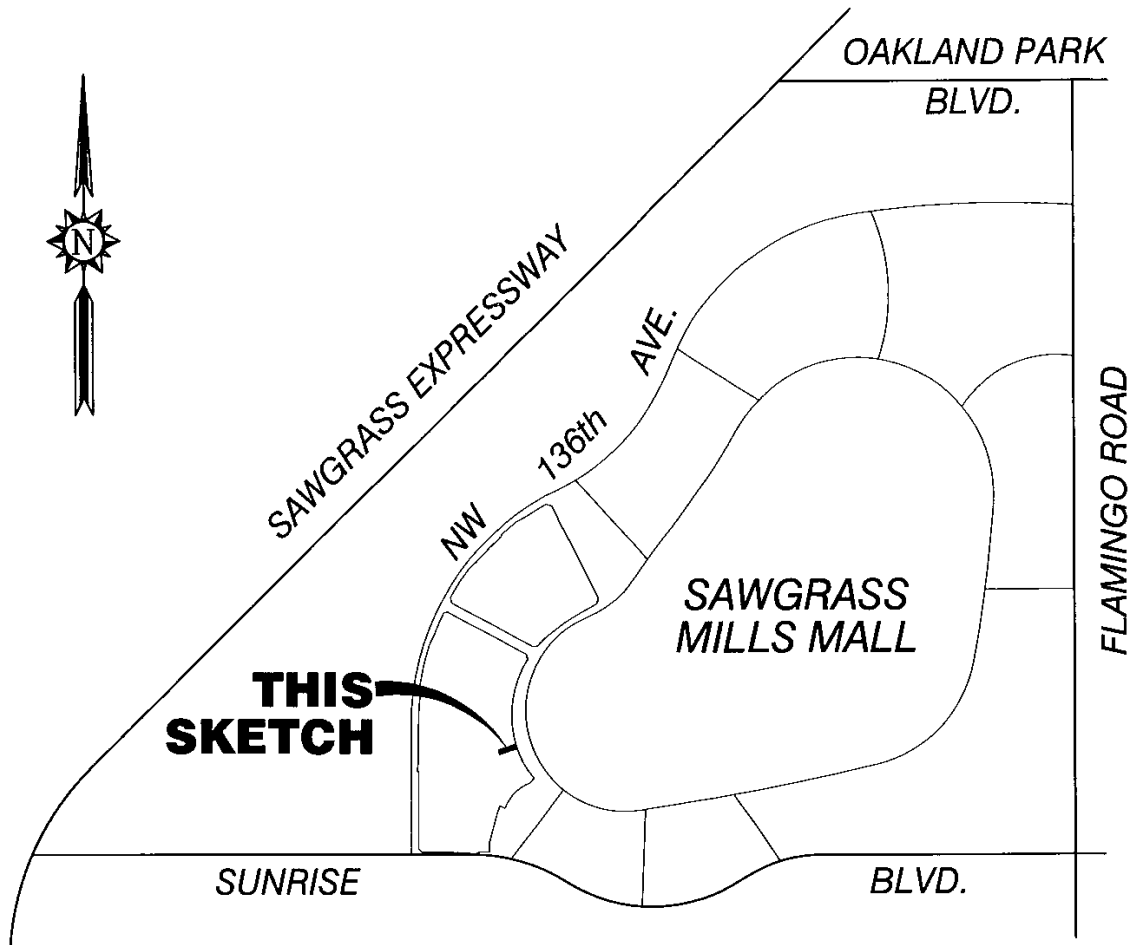 OAKLAND PARK
BLVD.
N
SAWGRASS EXPRESSWAY
AVE.
136th
NW
FLAMINGO ROAD
SAWGRASS
MILLS MALL
THIS
SKETCH
SUNRISE
BLVD.